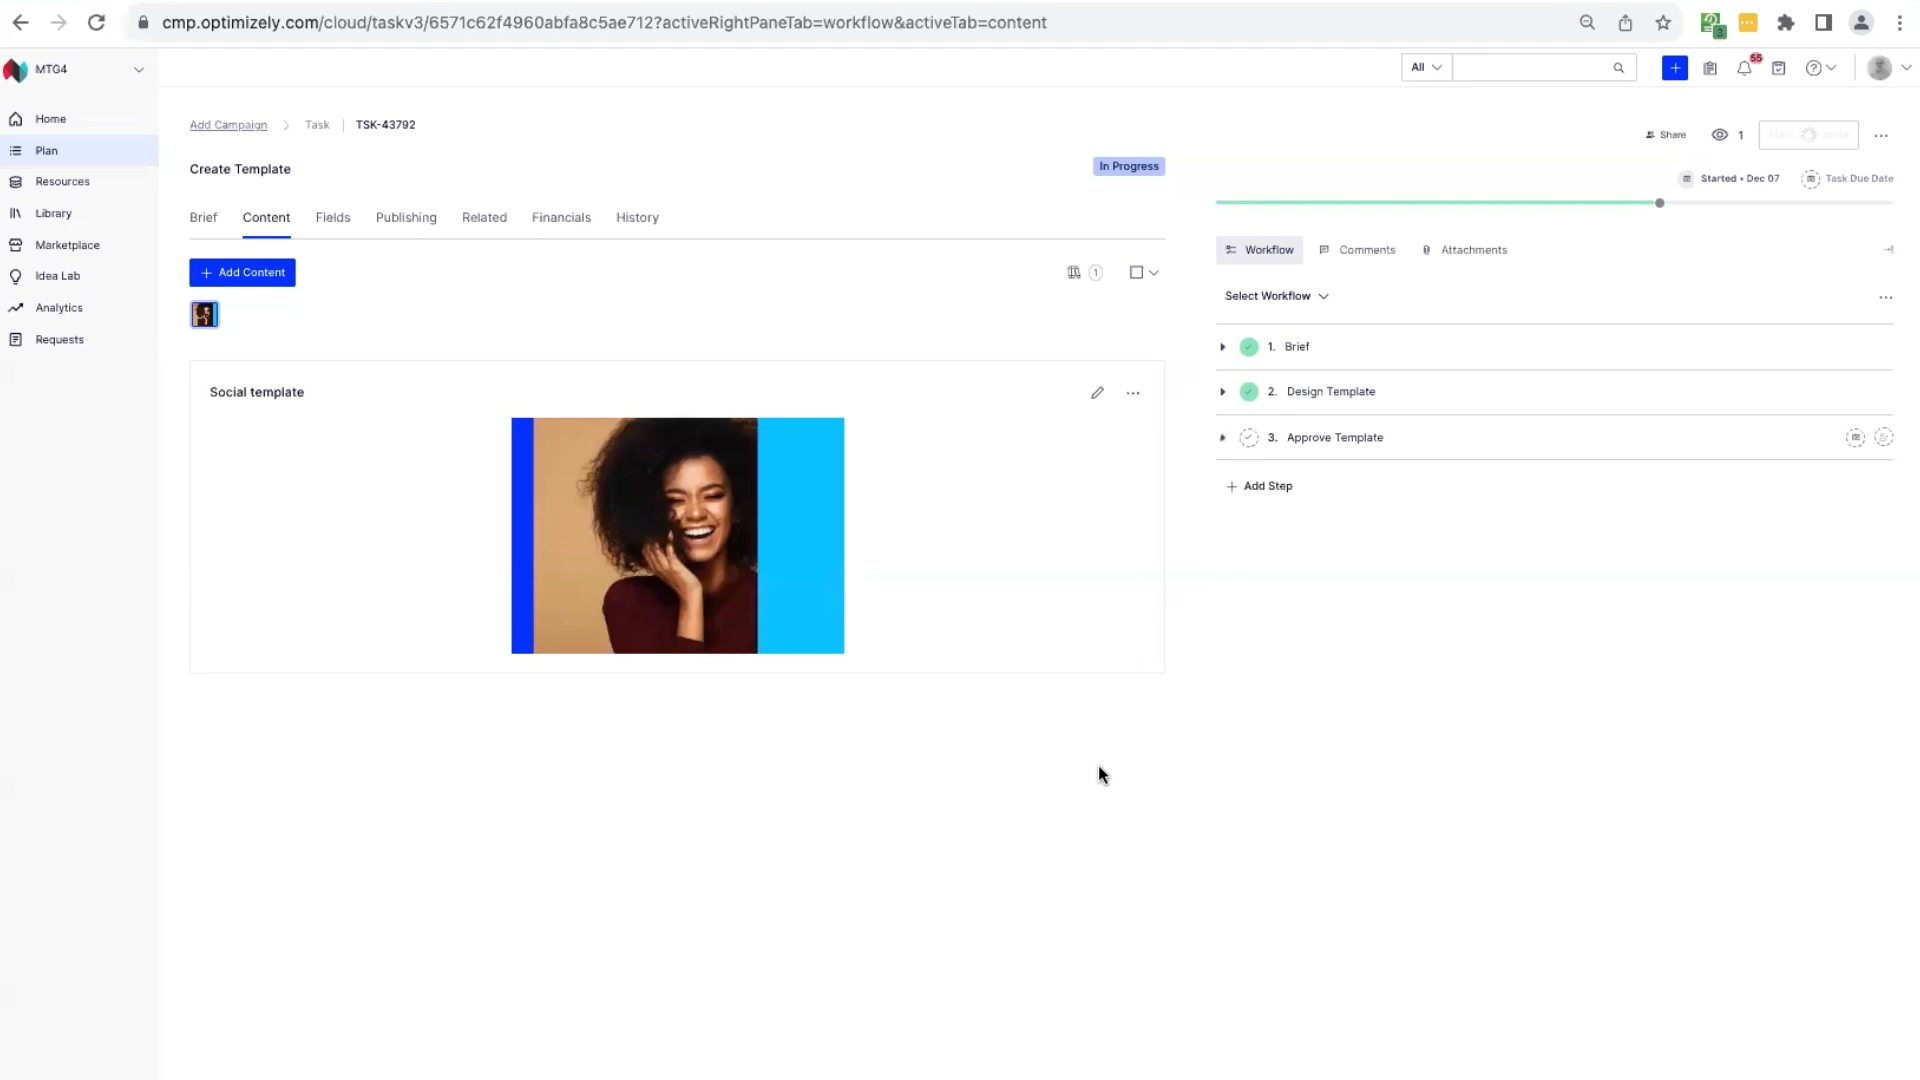 cmp.optimizely.com/cloud/taskv3/6571c62f4960abfa8c5ae712?activeRightPaneTab=workflow&activeTab=content
3
MTG4
All
55
Home
Plan
Resources
Library
Marketplace
Idea Lab
Analytics
Requests
Add Campaign
Task
TSK-43792
Share
1
Create Template
In Progress
Started • Dec 07
Task Due Date
Brief
Content
Fields
Publishing
Related
Financials
History
Workflow
Comments
Attachments
Add Content
1
Select Workflow
1. Brief
2. Design Template
3. Approve Template
Add Step
Social template